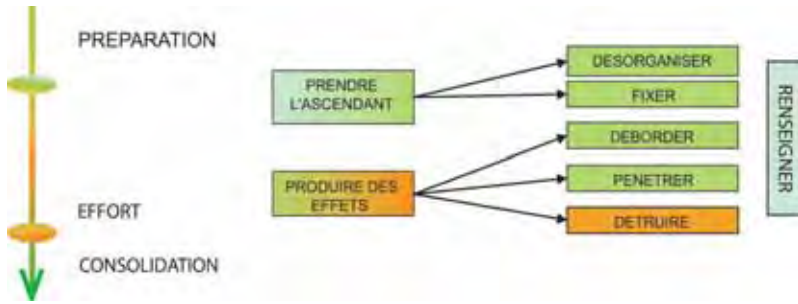 PREPARATION
EFFORT
CONSOLIDATION
PRENDRE
L'ASCENDANT
PRODUIRE DES
EFFETS
DESORGANISER
FIXER
DEBORDER
PENETRER
DETRUIRE
RENSEIGNER